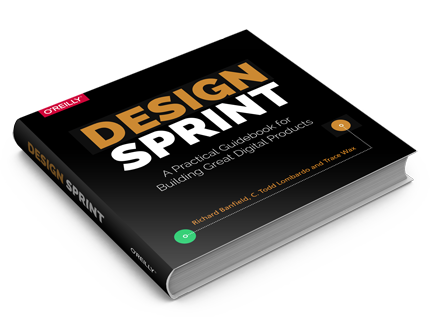 O'REILLY®
DESIGN
SPRINT
A Practical Guidebook for
Building Great Digital Products
Richard Banfield, C. Todd Lombardo and Trace Wax
DESIGN SPRINT
O'REILLY®